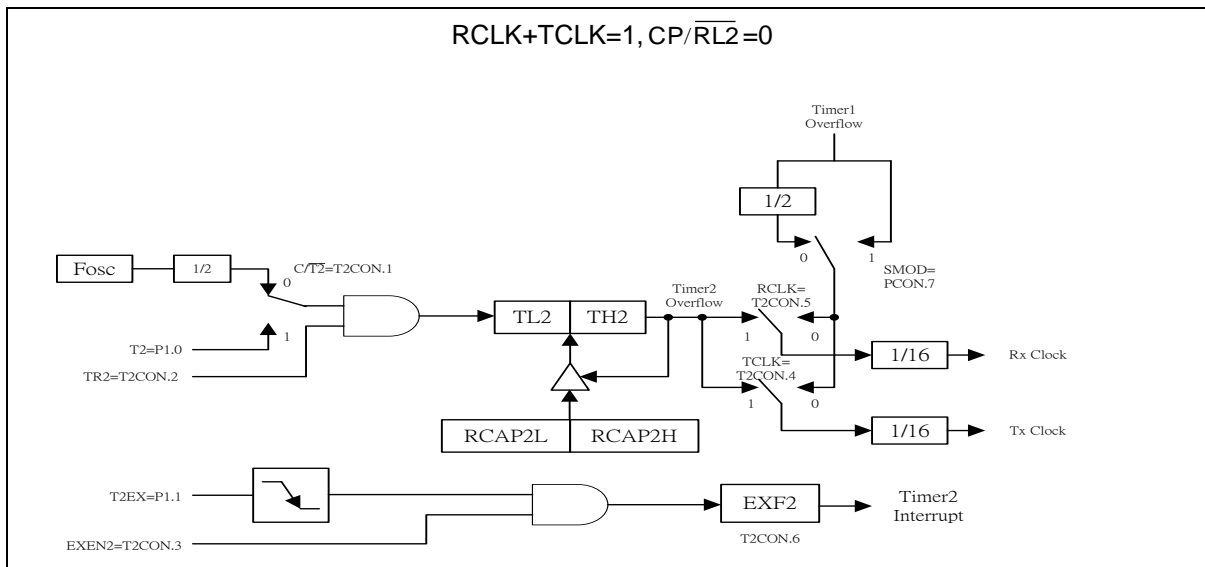 RCLK+TCLK=1, CP/R̅L̅2̅=0
Timer1
Overflow
1/2
0
1
SMOD=
PCON.7
Fosc
1/2
C/T̅2̅=T2CON.1
0
1
T2=P1.0
TR2=T2CON.2
TL2
TH2
Timer2
Overflow
RCLK=
T2CON.5
1
0
1/16
Rx Clock
TCLK=
T2CON.4
1
0
1/16
Tx Clock
RCAP2L
RCAP2H
T2EX=P1.1
EXEN2=T2CON.3
EXF2
T2CON.6
Timer2
Interrupt